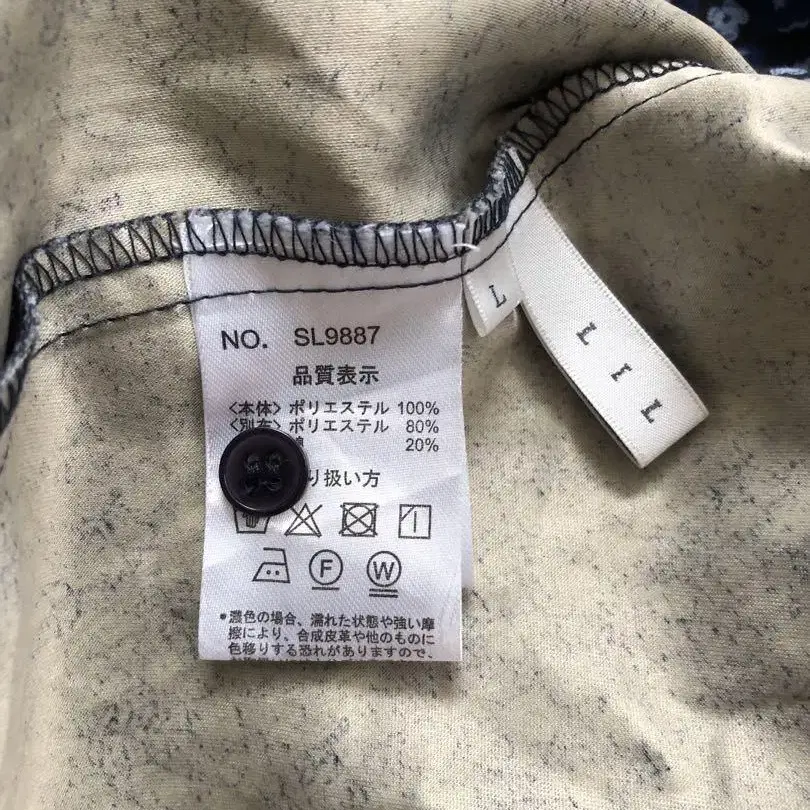 NO. SL9887
品質表示
〈本体〉ポリエステル 100%
〈別布〉ポリエステル 80%
20%
り扱い方
F W
●濃色の場合、濡れた状態や強い摩
擦により、合成皮革や他のものに
色移りする恐れがありますので、
L
L I L